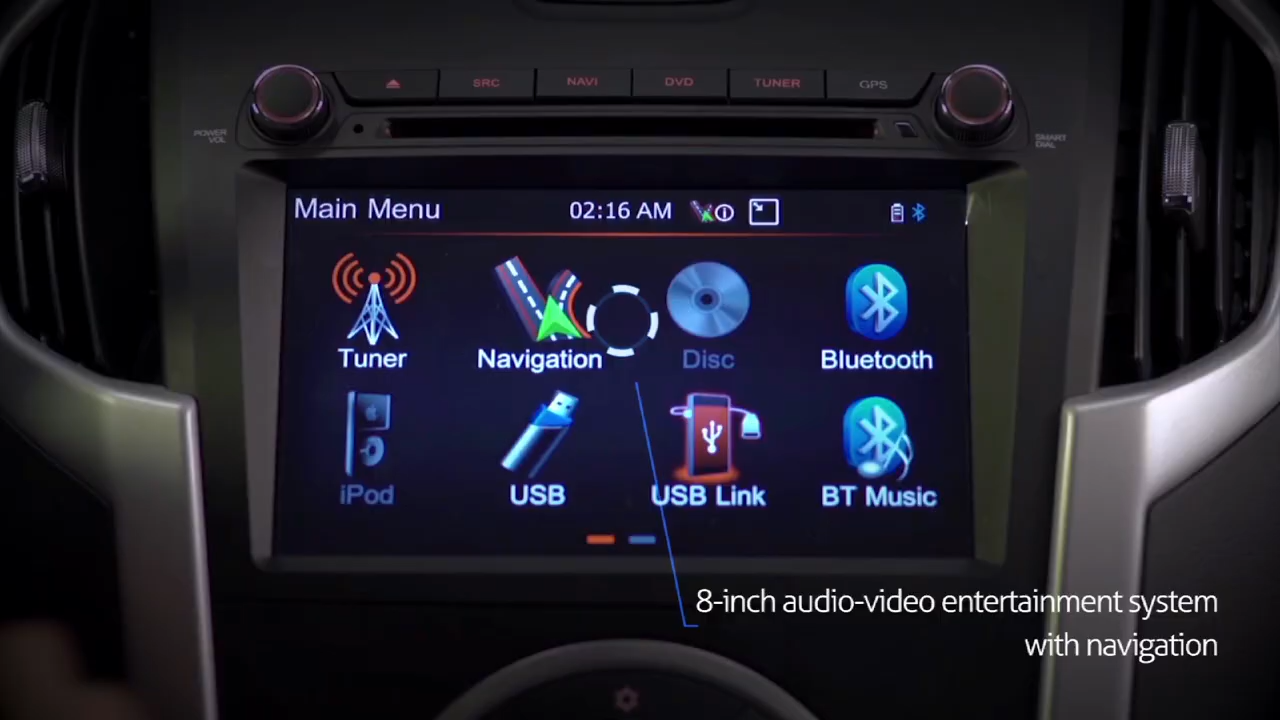 SRC NAVI DVD TUNER GPS
POWER
VOL
SMART
DIAL
Main Menu 02:16 AM
Tuner Navigation Disc Bluetooth
iPod USB USB Link BT Music
8-inch audio-video entertainment system
with navigation